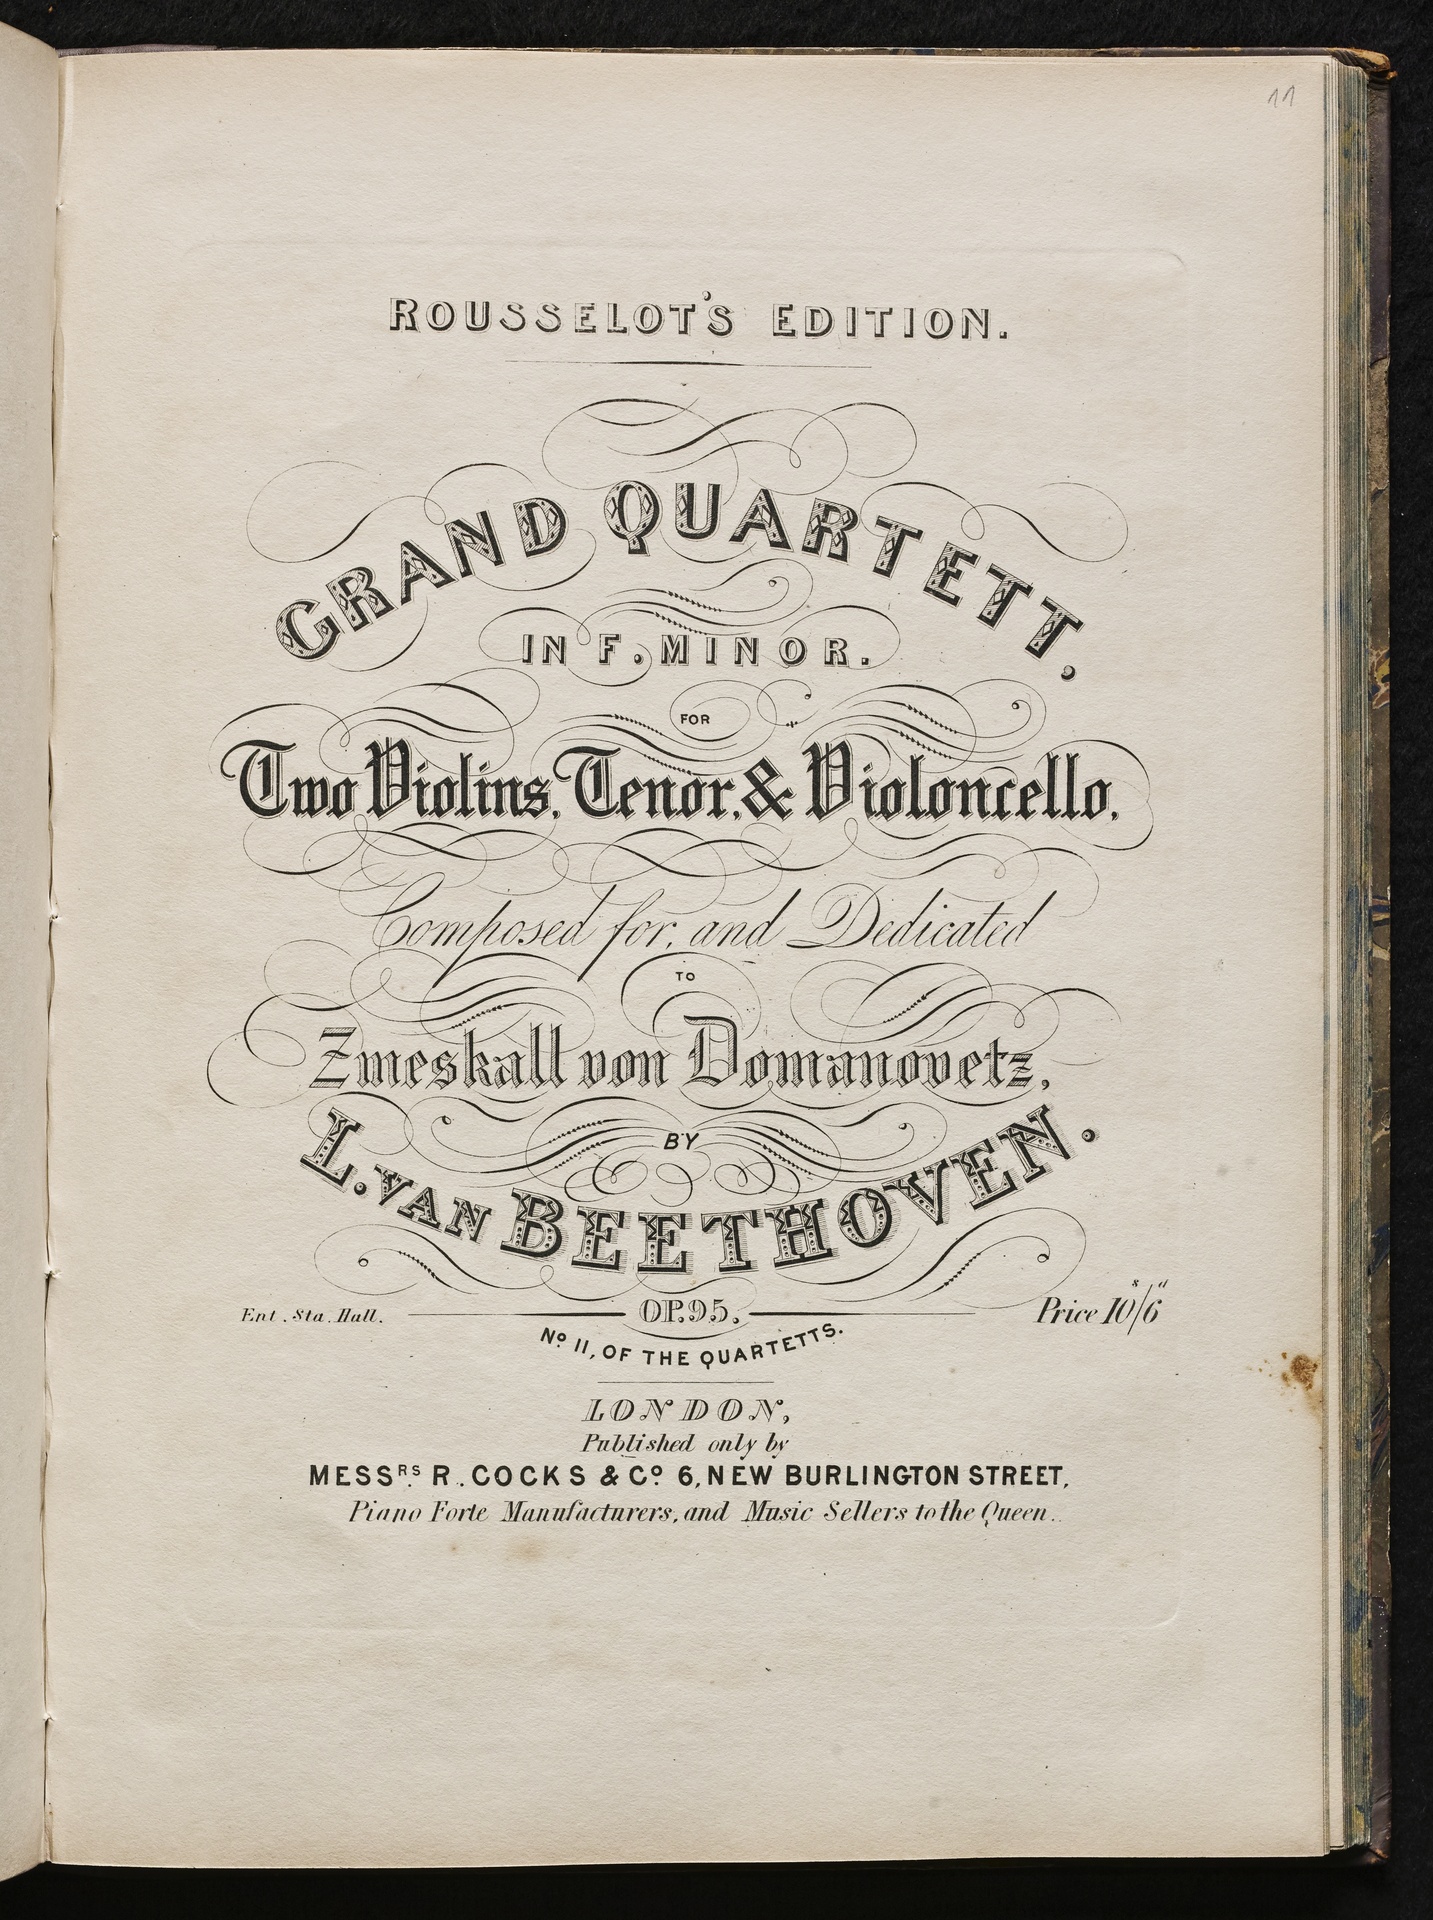 11
ROUSSELOT'S EDITION.
GRAND QUARTETT,
IN F. MINOR.
FOR
Two Violins, Tenor, & Violoncello,
Composed for, and Dedicated
TO
Zmeskall von Domanovetz,
BY
L. VAN BEETHOVEN.
Ent. Sta. Hall. OP. 95. Price 10s/6d
No 11, OF THE QUARTETTS.
LONDON,
Published only by
MESSRS. R. COCKS & Co. 6, NEW BURLINGTON STREET,
Piano Forte Manufacturers, and Music Sellers to the Queen.